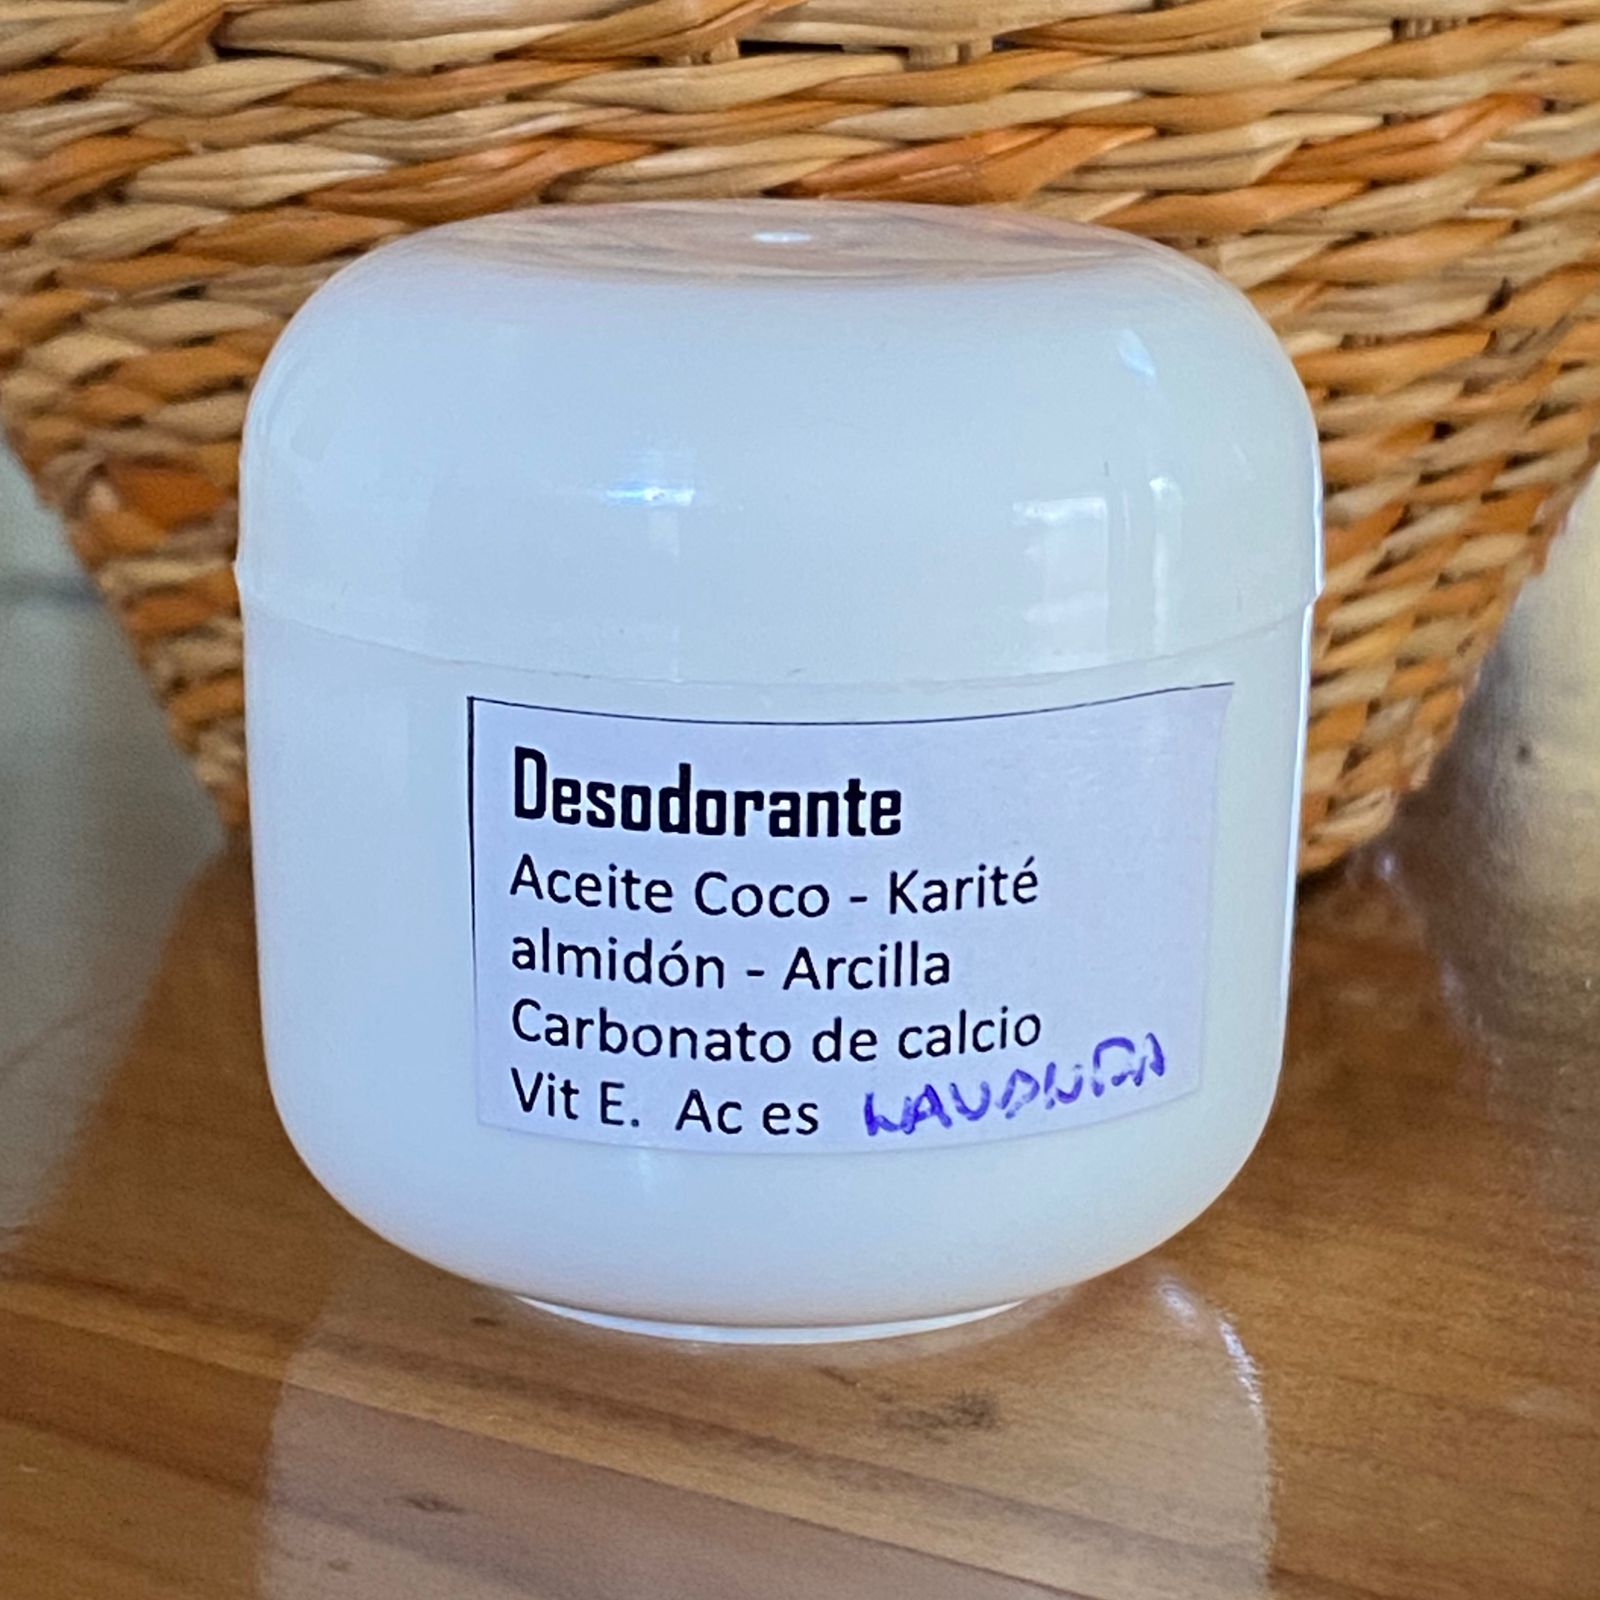 Desodorante
Aceite Coco - Karité
almidón - Arcilla
Carbonato de calcio
Vit E. Ac es LAVANDA